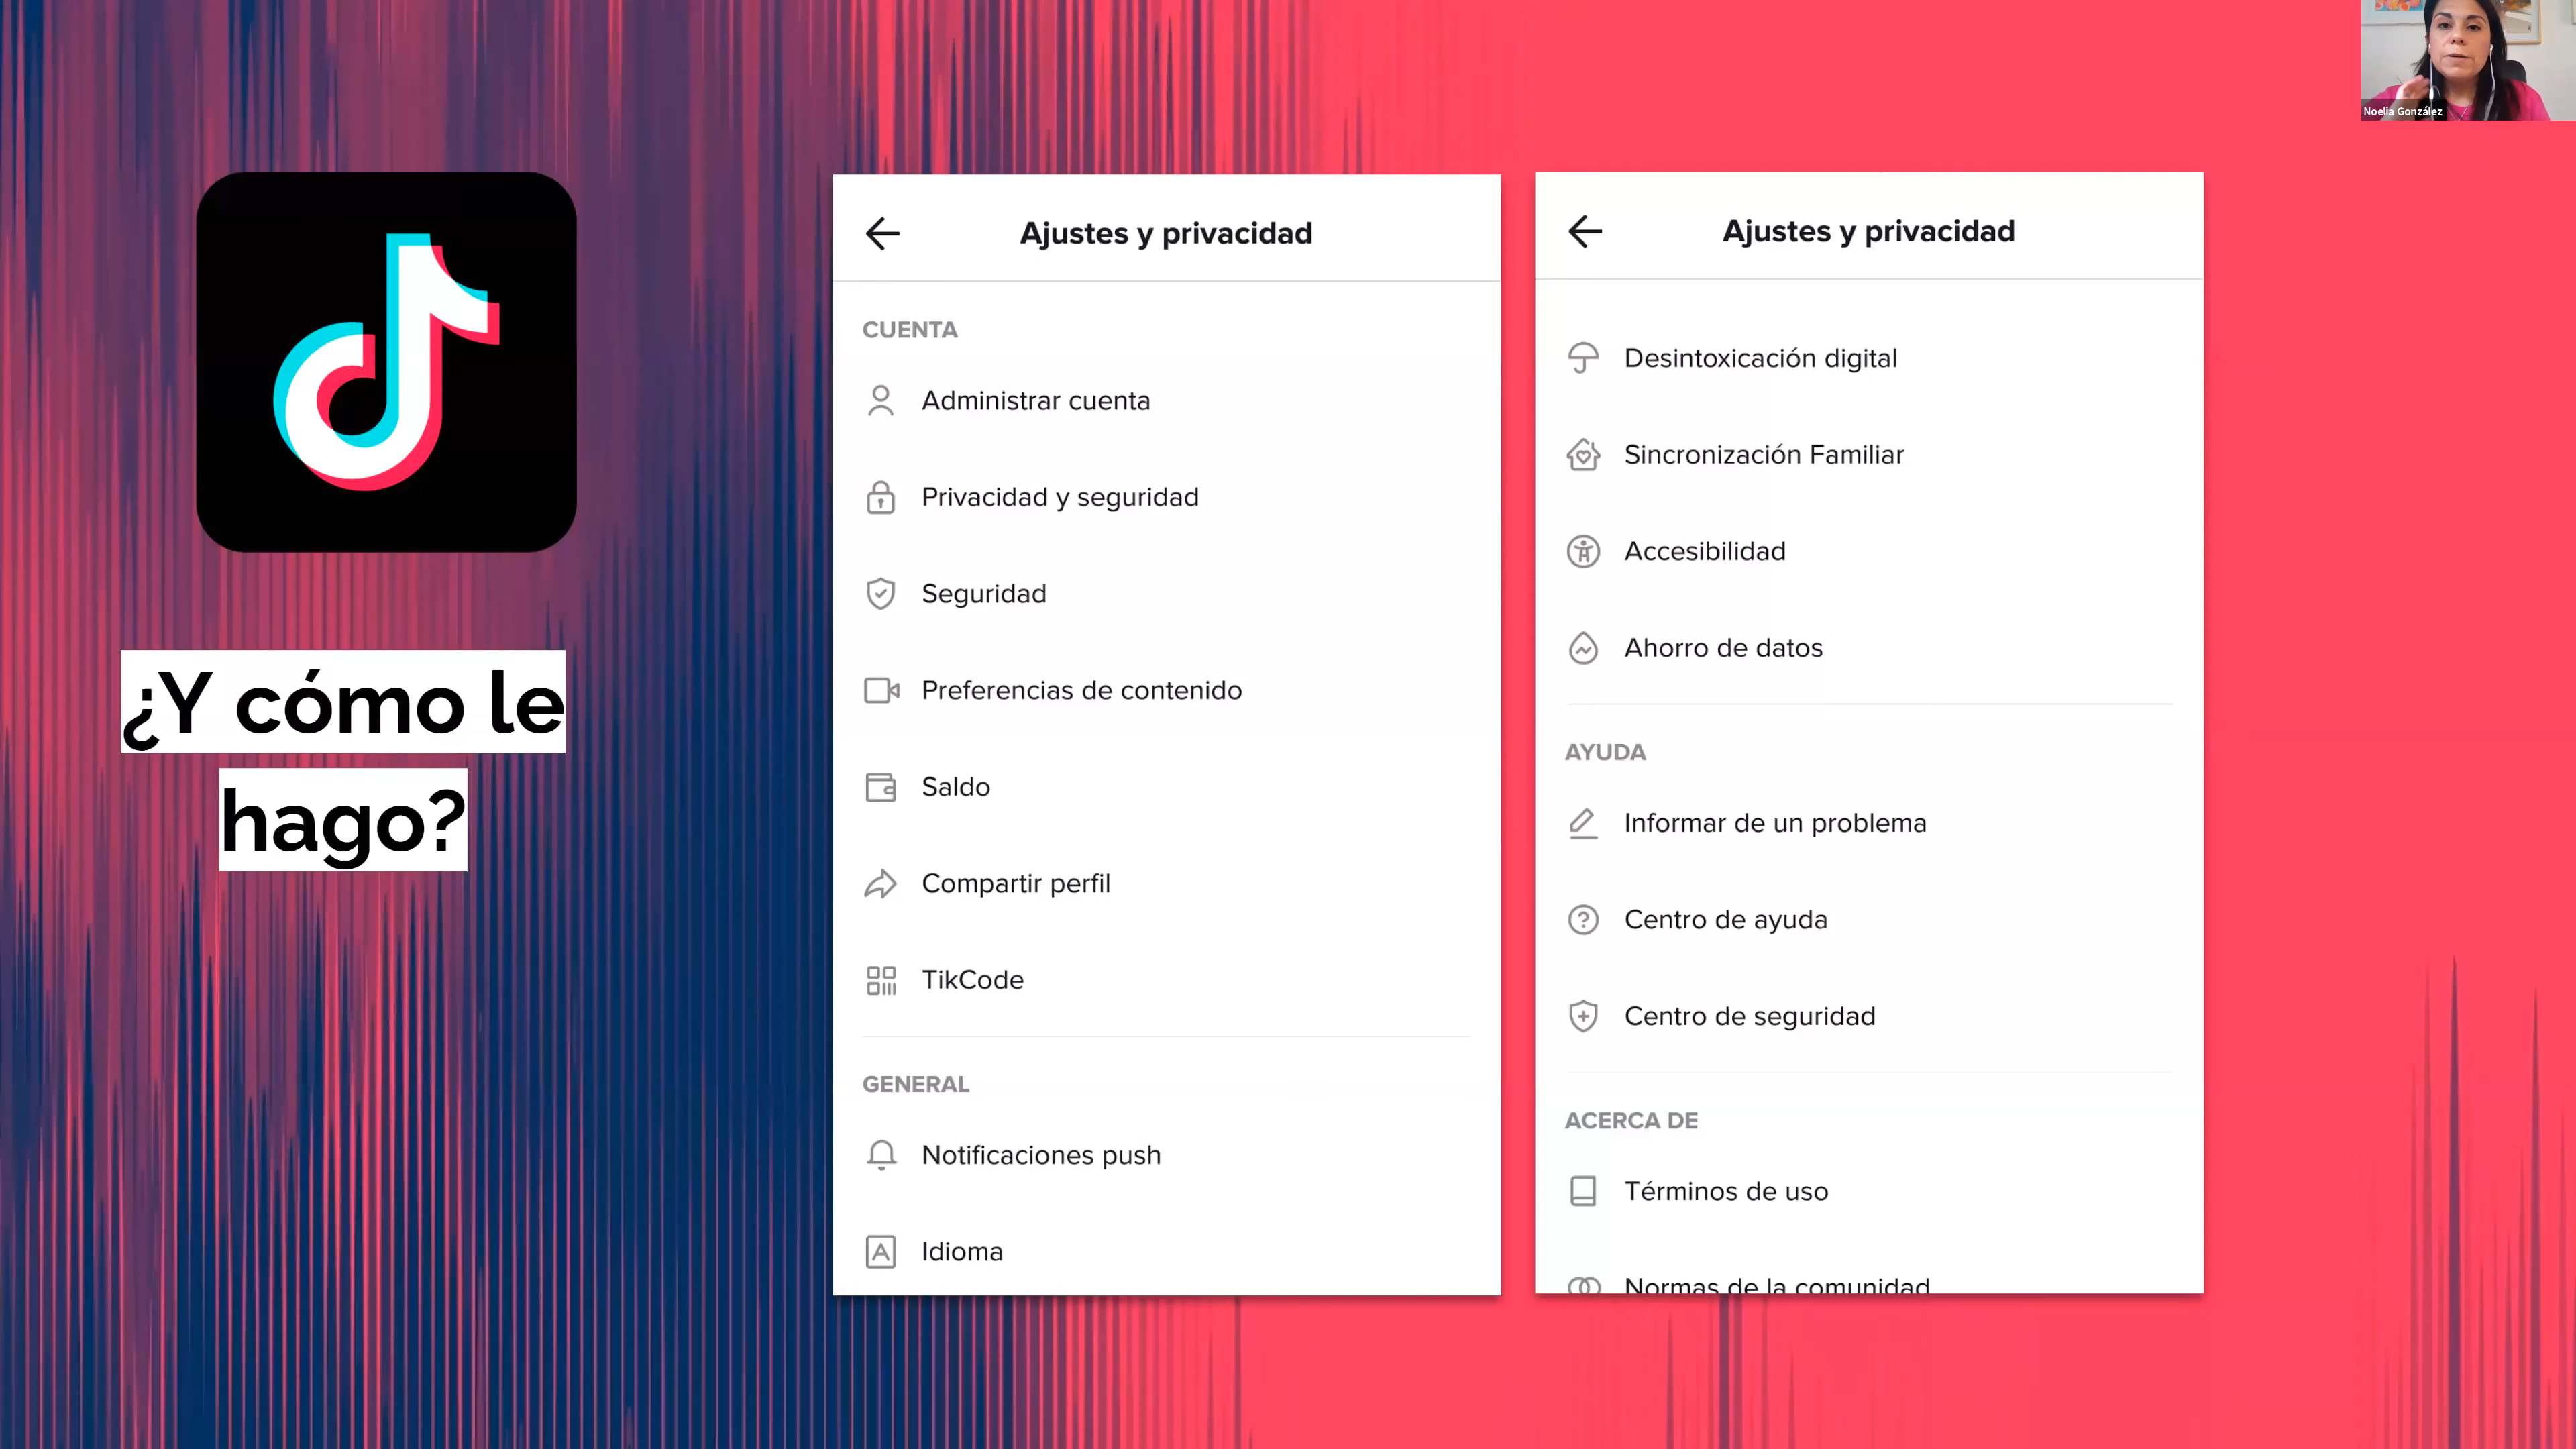 Noelia González
¿Y cómo le
hago?
Ajustes y privacidad
CUENTA
Administrar cuenta
Privacidad y seguridad
Seguridad
Preferencias de contenido
Saldo
Compartir perfil
TikCode
GENERAL
Notificaciones push
Idioma
Ajustes y privacidad
Desintoxicación digital
Sincronización Familiar
Accesibilidad
Ahorro de datos
AYUDA
Informar de un problema
Centro de ayuda
Centro de seguridad
ACERCA DE
Términos de uso
Normas de la comunidad